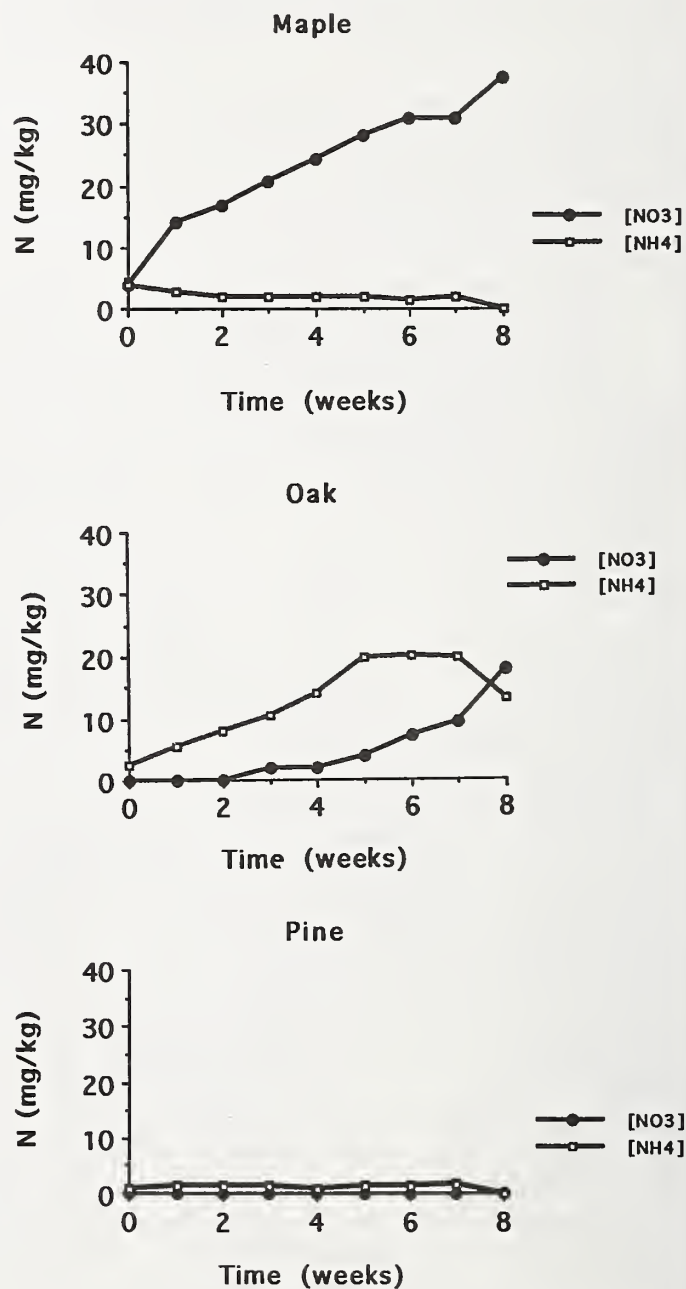 Maple
40
30
20
10
0
N (mg/kg)
0 2 4 6 8
Time (weeks)
[NO3]
[NH4]
Oak
40
30
20
10
0
N (mg/kg)
0 2 4 6 8
Time (weeks)
[NO3]
[NH4]
Pine
40
30
20
10
0
N (mg/kg)
0 2 4 6 8
Time (weeks)
[NO3]
[NH4]